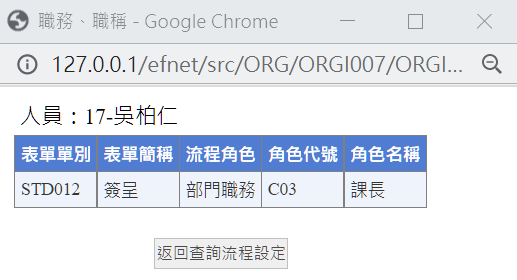 職務、職稱 - Google Chrome
127.0.0.1/efnet/src/ORG/ORGI007/ORGI...
人員：17-吳柏仁
表單單別 表單簡稱 流程角色 角色代號 角色名稱
STD012 簽呈 部門職務 C03 課長
返回查詢流程設定